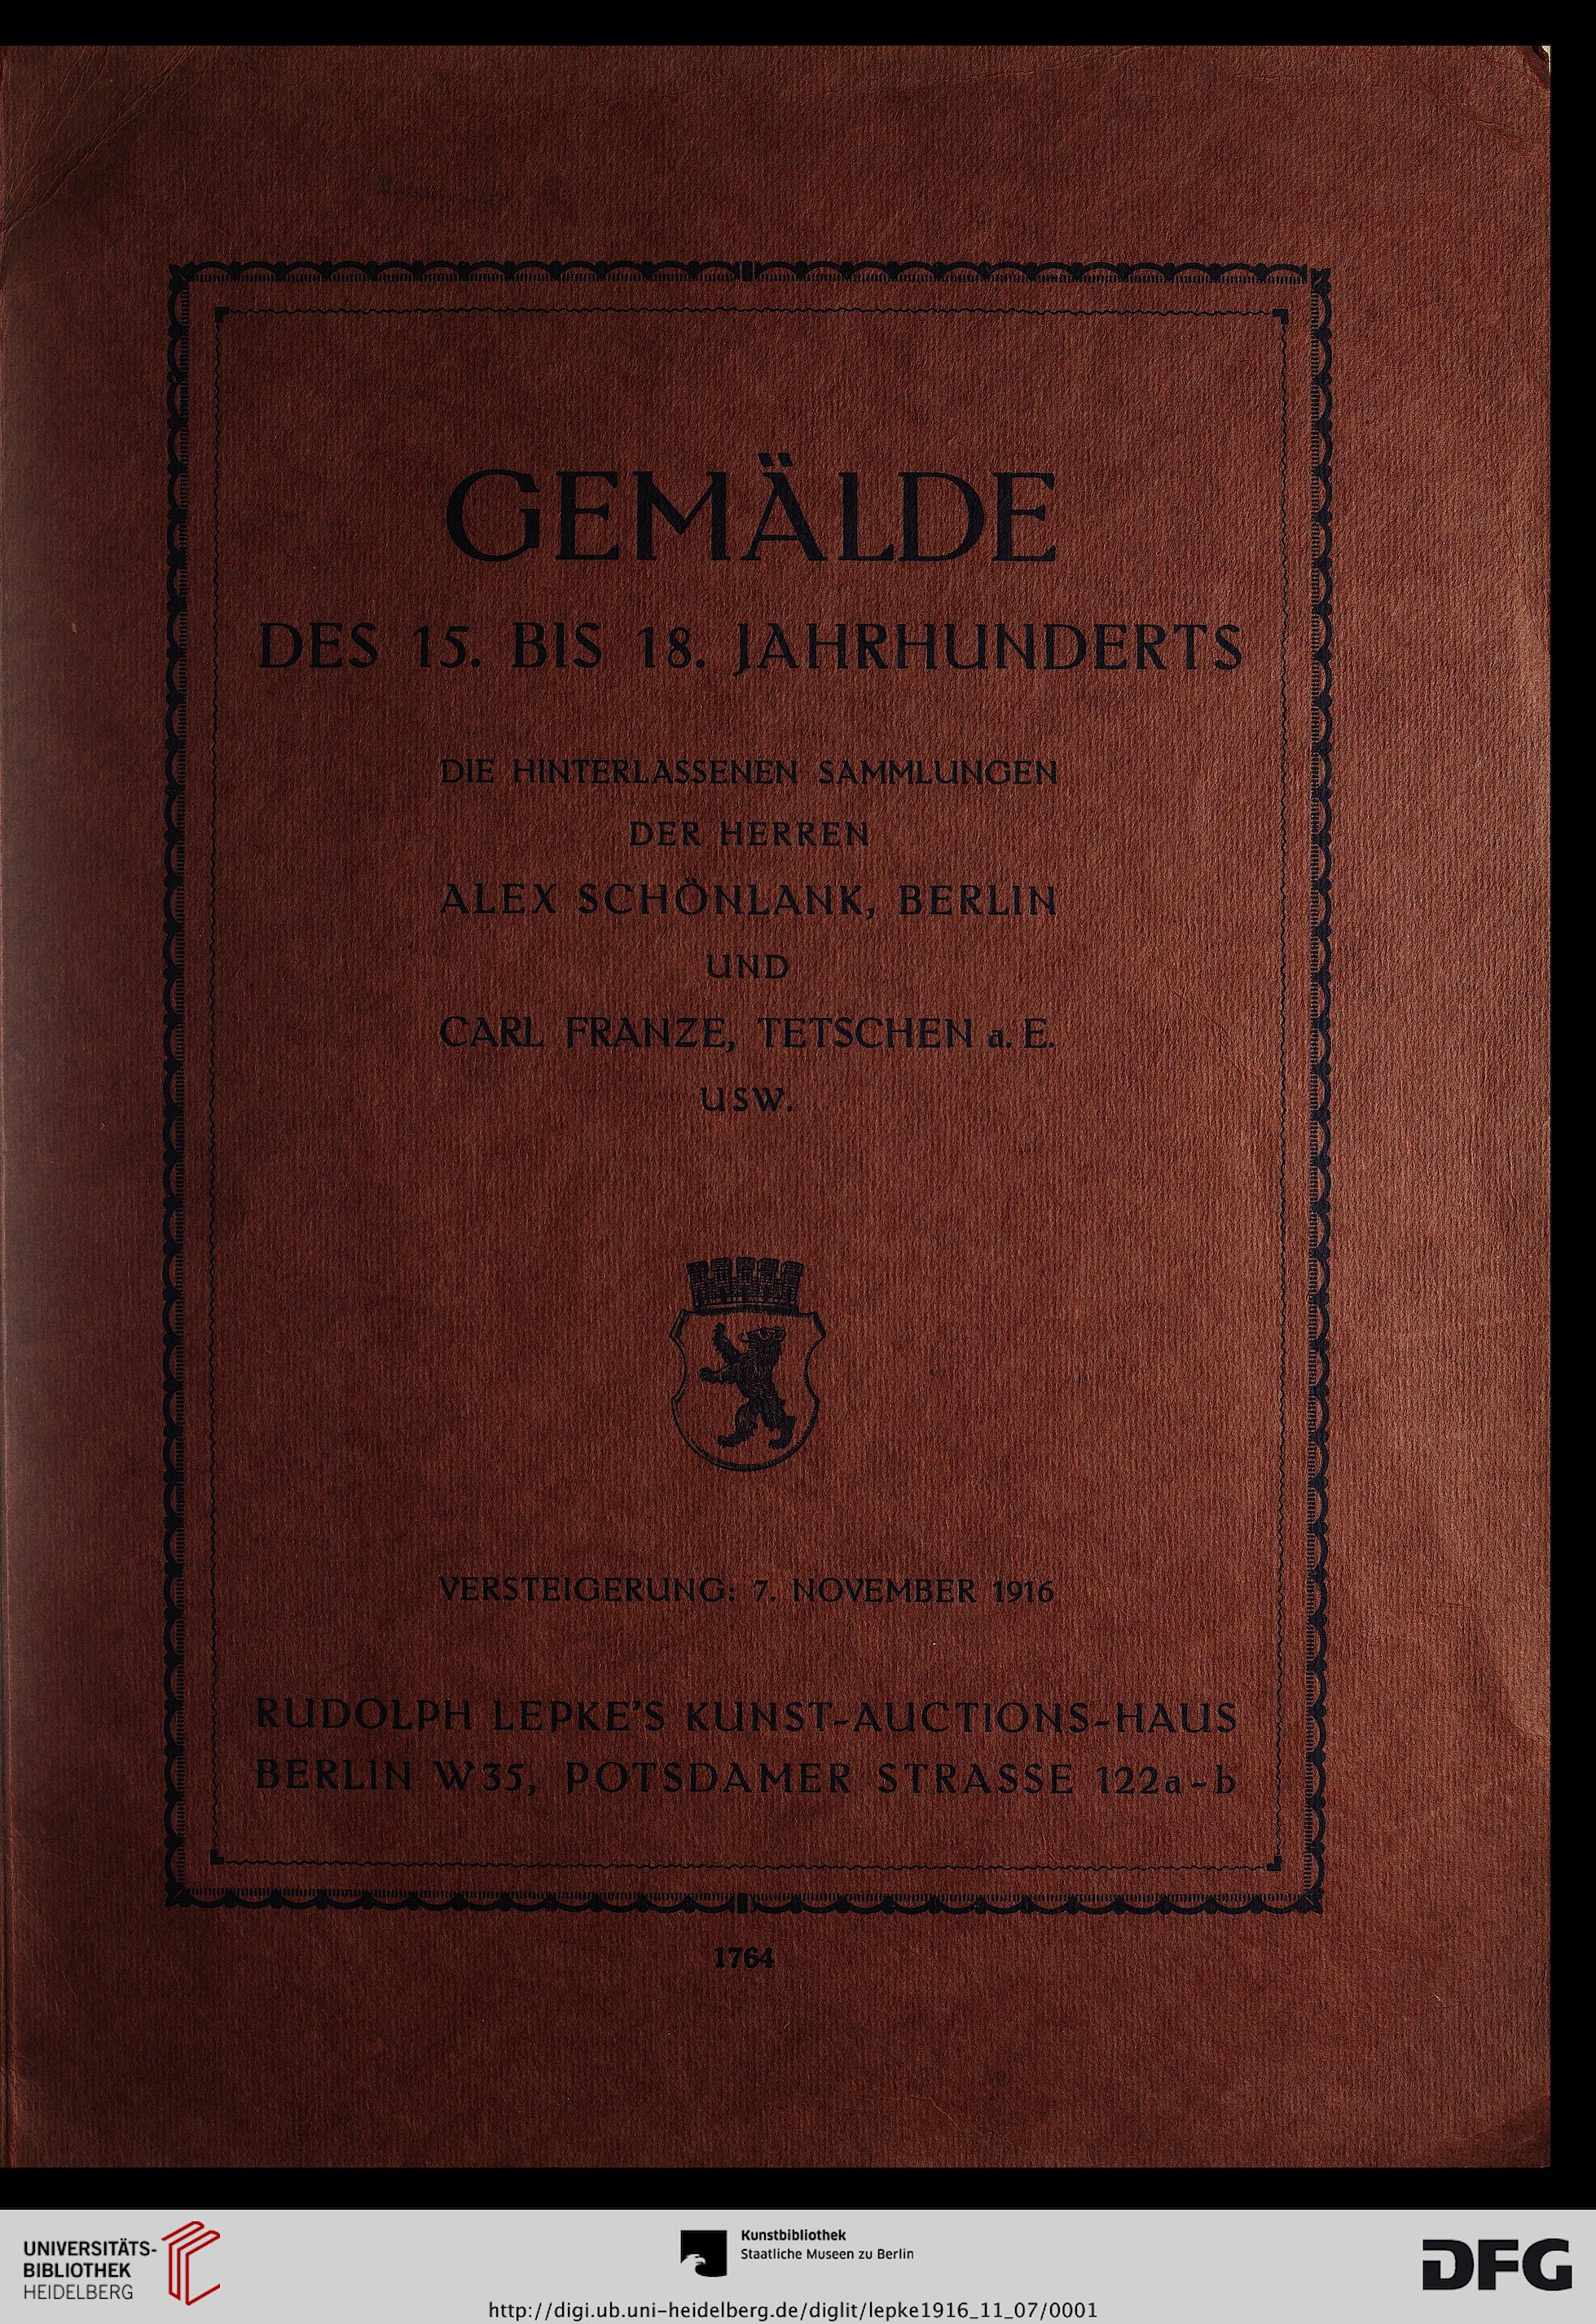 GEMÄLDE
DES 15. BIS 18. JAHRHUNDERTS
DIE HINTERLASSENEN SAMMLUNGEN
DER HERREN
ALEX SCHÖNLANK, BERLIN
UND
CARL FRANZE, TETSCHEN a. E.
USW.
VERSTEIGERUNG: 7. NOVEMBER 1916
RUDOLPH LEPKE'S KUNST-AUCTIONS-HAUS
BERLIN W35, POTSDAMER STRASSE 122a-b
1764
UNIVERSITÄTS-
BIBLIOTHEK
HEIDELBERG
Kunstbibliothek
Staatliche Museen zu Berlin
DFG
http://digi.ub.uni-heidelberg.de/diglit/lepke1916_11_07/0001